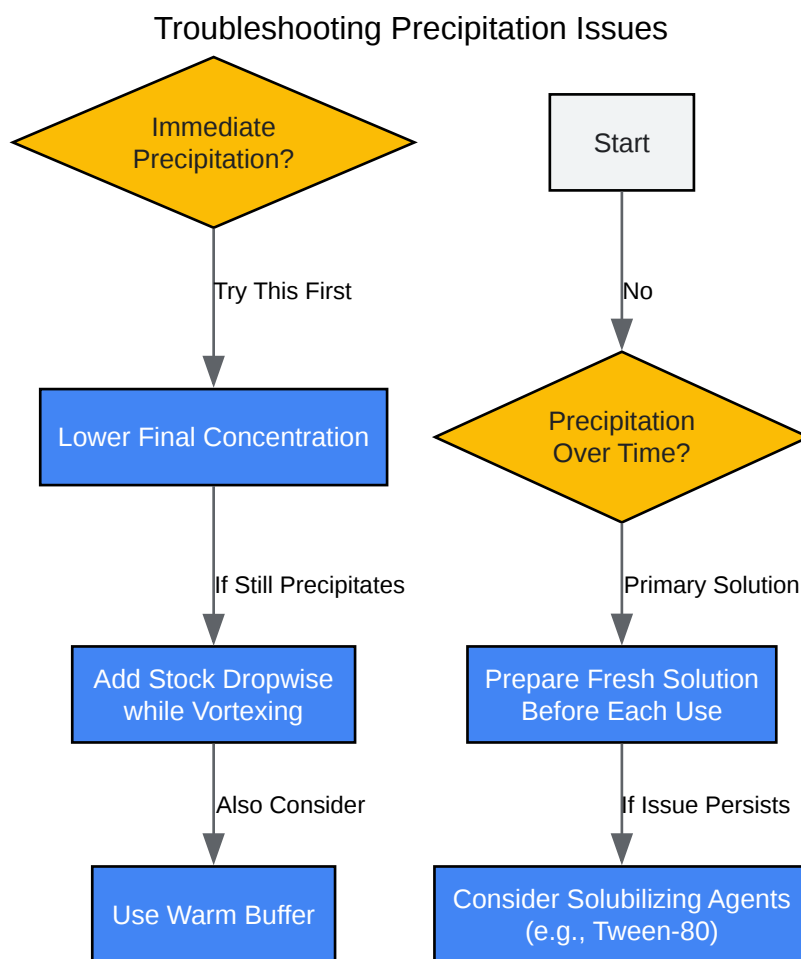 Troubleshooting Precipitation Issues
Immediate
Precipitation?
Try This First
Lower Final Concentration
If Still Precipitates
Add Stock Dropwise
while Vortexing
Also Consider
Use Warm Buffer
Start
No
Precipitation
Over Time?
Primary Solution
Prepare Fresh Solution
Before Each Use
If Issue Persists
Consider Solubilizing Agents
(e.g., Tween-80)